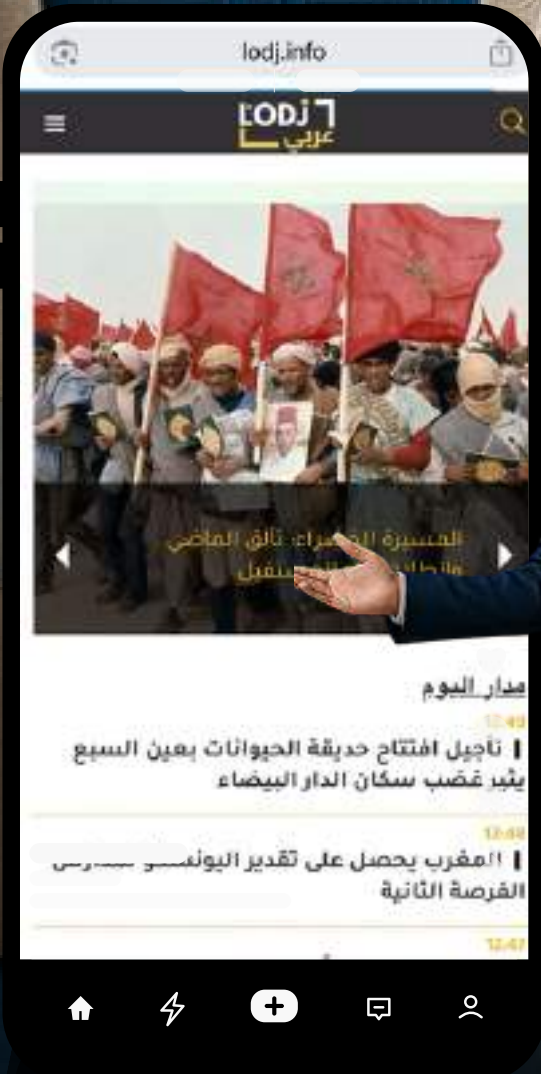 lodj.info
L'ODJ
عربي
المسيرة الخضراء: تألق الماضي
مدار اليوم
12:49
تأجيل افتتاح حديقة الحيوانات بعين السبع
يثير غضب سكان الدار البيضاء
12:48
المغرب يحصل على تقدير
الفرصة الثانية
12:47